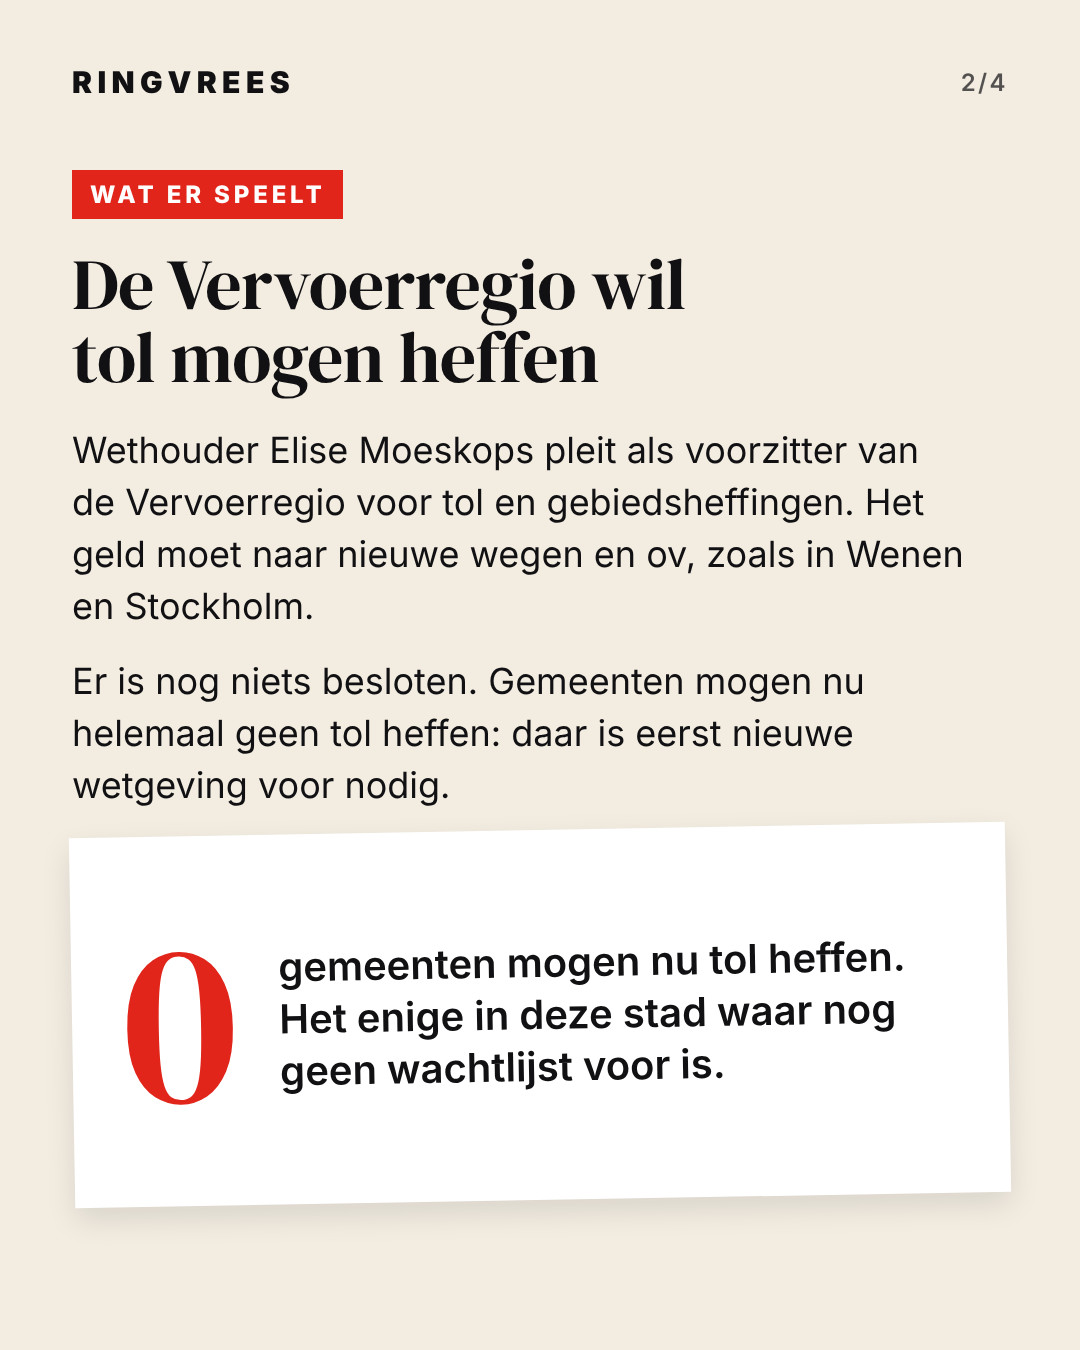 RINGVREES
2/4
WAT ER SPEELT
De Vervoerregio wil
tol mogen heffen
Wethouder Elise Moeskops pleit als voorzitter van
de Vervoerregio voor tol en gebiedsheffingen. Het
geld moet naar nieuwe wegen en ov, zoals in Wenen
en Stockholm.
Er is nog niets besloten. Gemeenten mogen nu
helemaal geen tol heffen: daar is eerst nieuwe
wetgeving voor nodig.
0
gemeenten mogen nu tol heffen.
Het enige in deze stad waar nog
geen wachtlijst voor is.